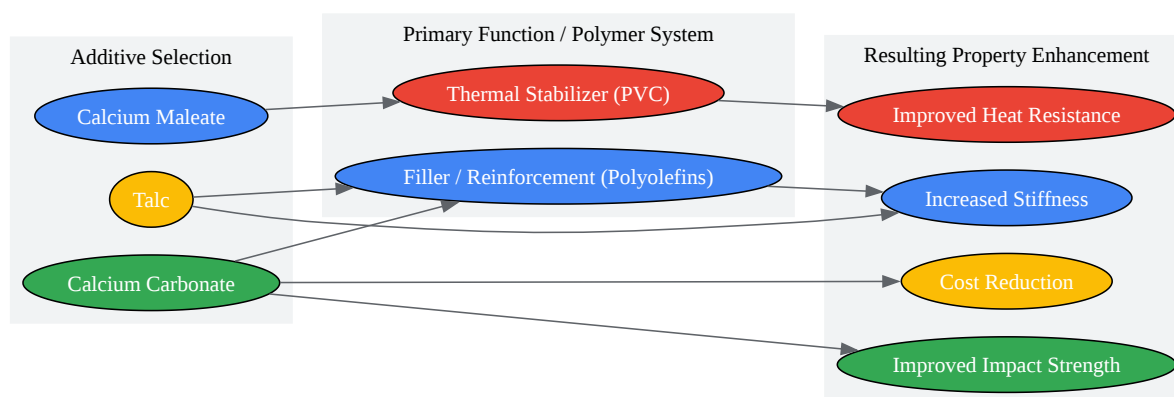 Additive Selection
Calcium Maleate
Talc
Calcium Carbonate
Primary Function / Polymer System
Thermal Stabilizer (PVC)
Filler / Reinforcement (Polyolefins)
Resulting Property Enhancement
Improved Heat Resistance
Increased Stiffness
Cost Reduction
Improved Impact Strength